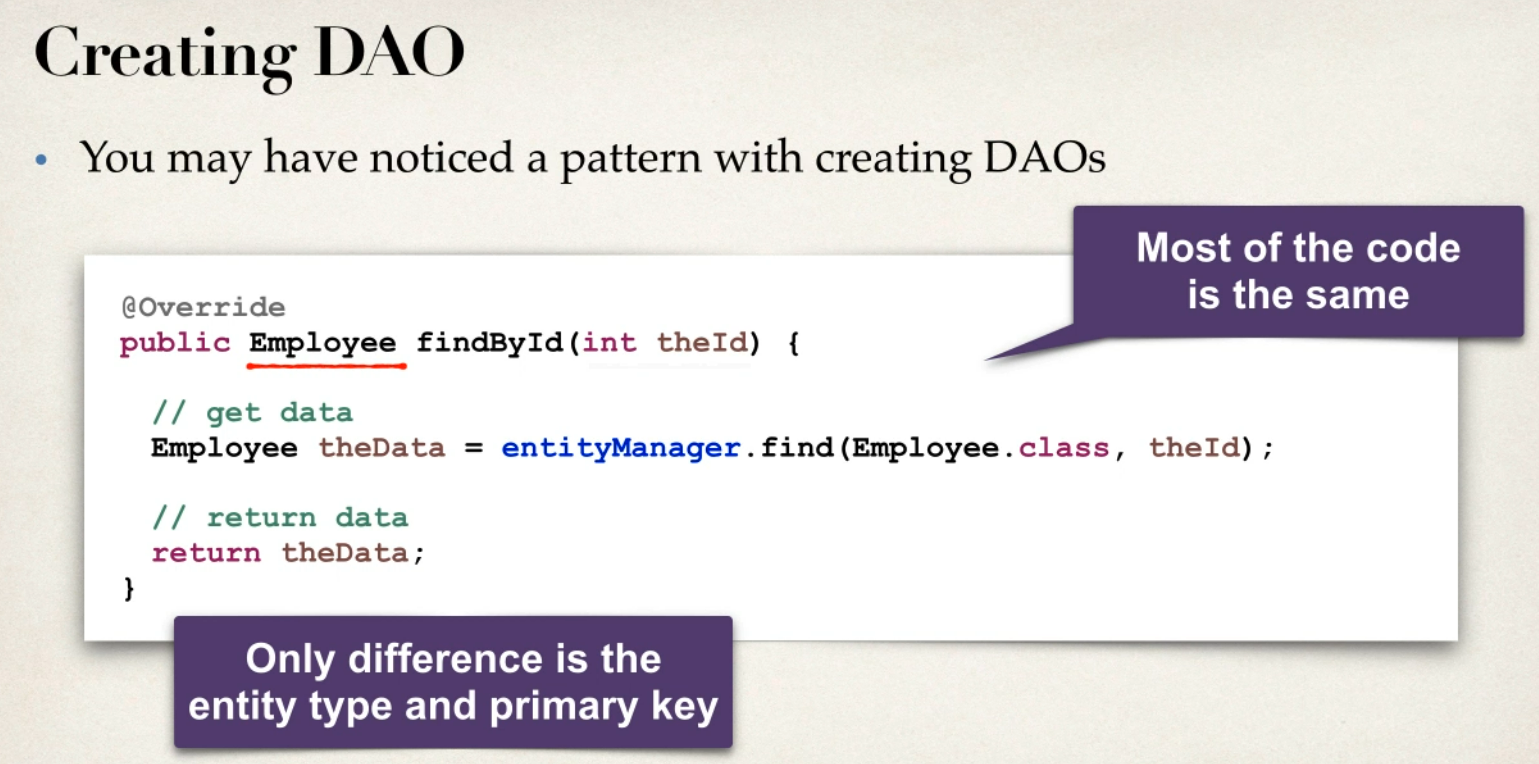 Creating DAO
• You may have noticed a pattern with creating DAOs
Most of the code
is the same
@Override
public Employee findById(int theId) {
// get data
Employee theData = entityManager.find(Employee.class, theId);
// return data
return theData;
}
Only difference is the
entity type and primary key